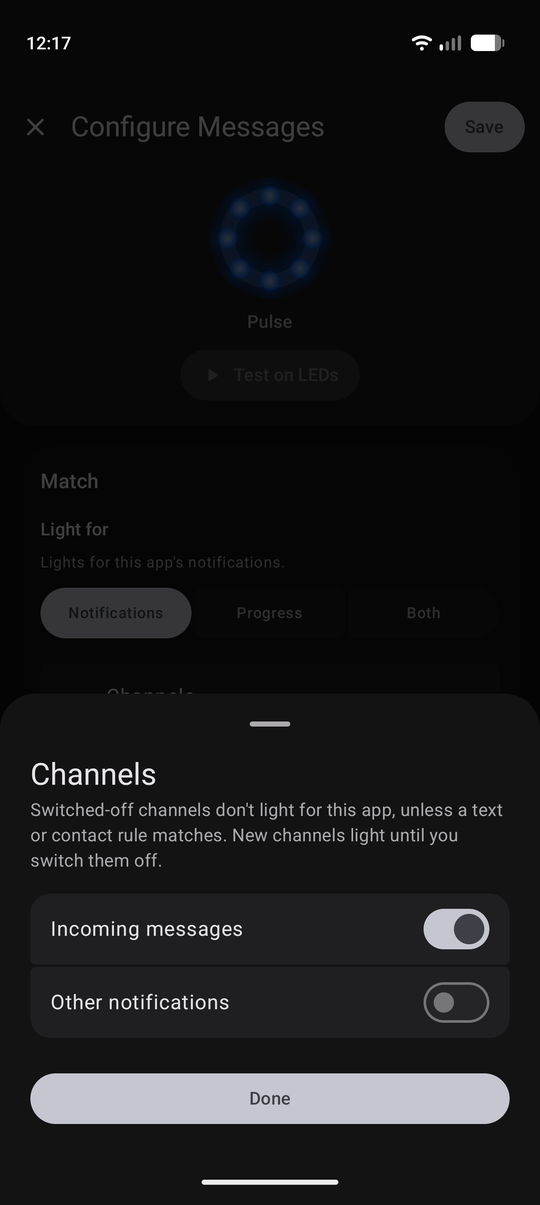 12:17
Configure Messages
Save
Pulse
Test on LEDs
Match
Light for
Lights for this app's notifications.
Notifications
Progress
Both
Channels
Channels
Switched-off channels don't light for this app, unless a text
or contact rule matches. New channels light until you
switch them off.
Incoming messages
Other notifications
Done